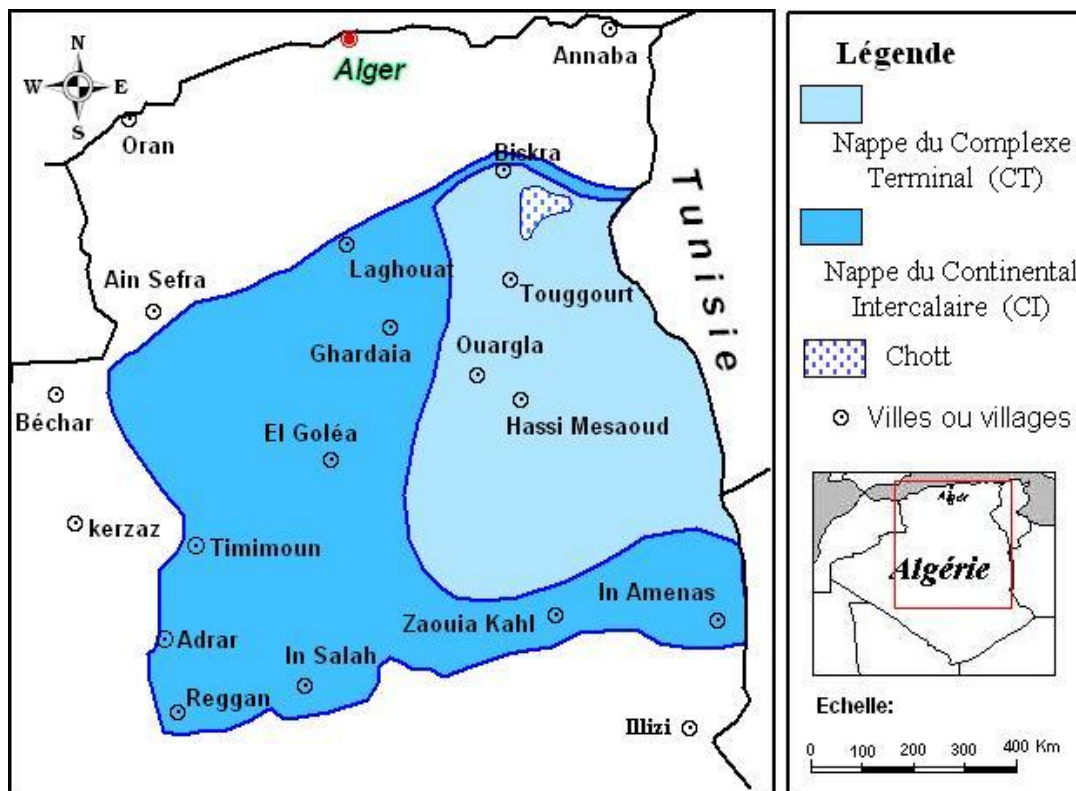 N
W E
S
Alger
Annaba
Oran
Biskra
Tunisie
Laghouat
Ain Sefra
Touggourt
Ghardaia
Ouargla
Béchar
Hassi Mesaoud
El Goléa
kerzaz
Timimoun
In Amenas
Zaouia Kahl
Adrar
In Salah
Reggan
Illizi
Légende
Nappe du Complexe
Terminal (CT)
Nappe du Continental
Intercalaire (CI)
Chott
Villes ou villages
Alger
Algérie
Echelle:
0 100 200 300 400 Km